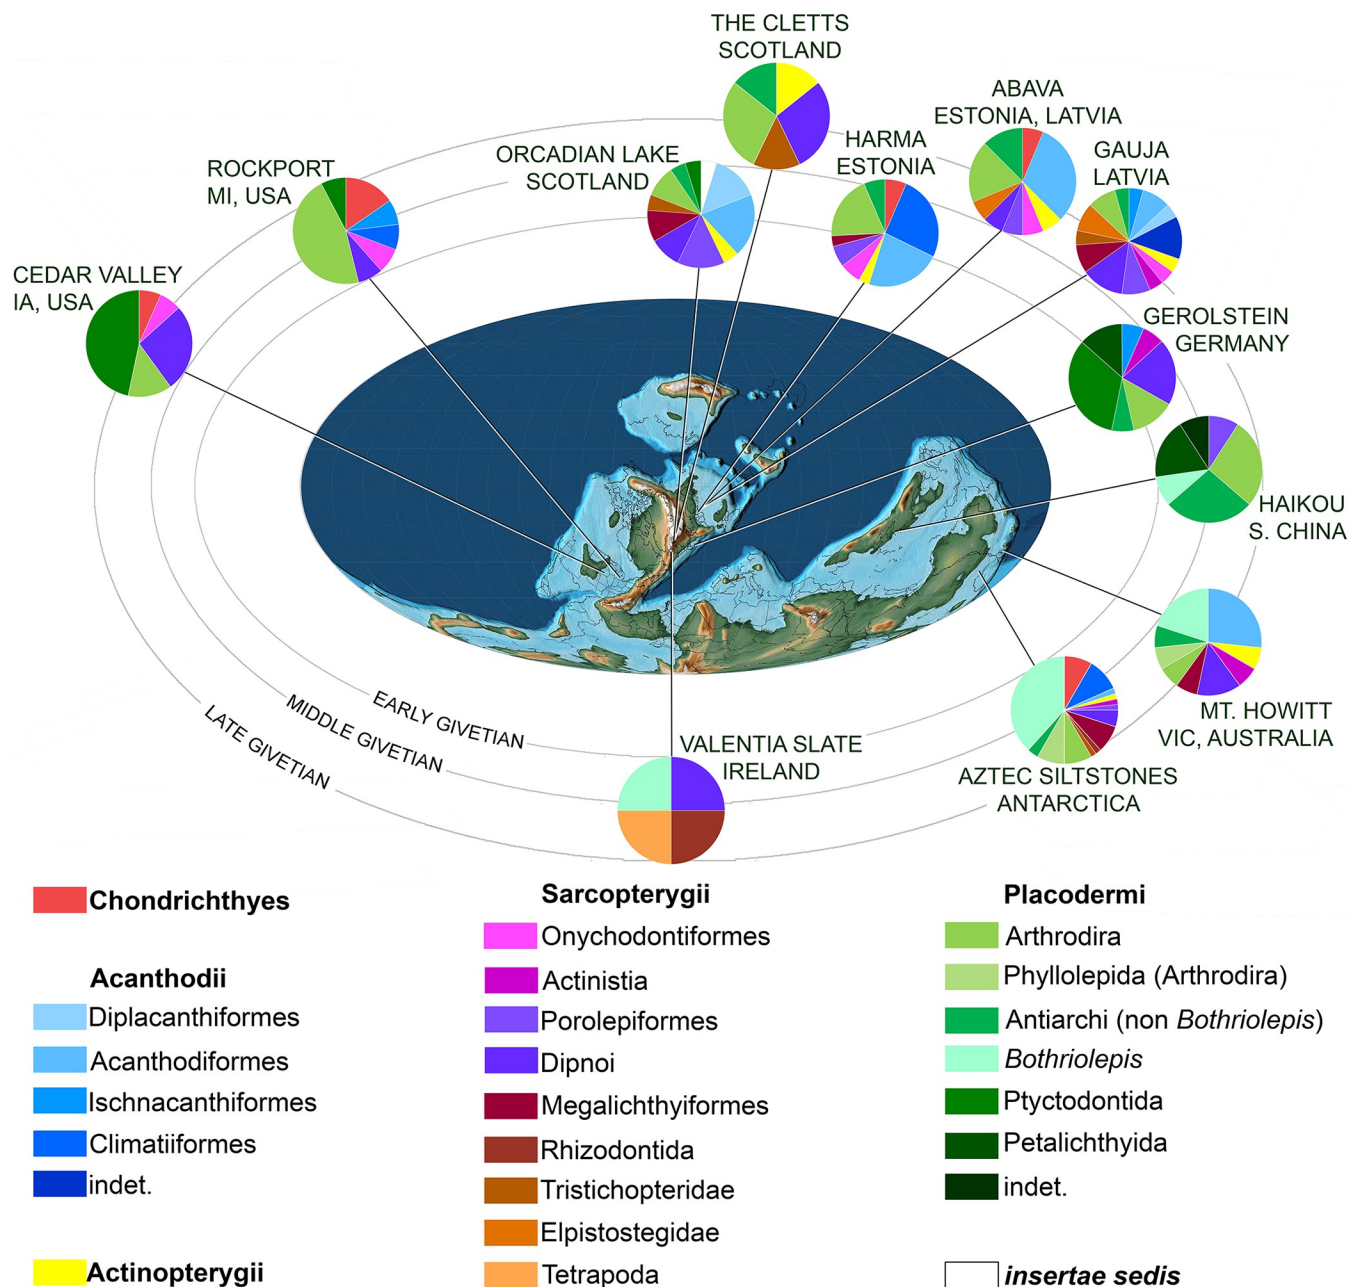 THE CLETTS
SCOTLAND
ABAVA
ESTONIA, LATVIA
HARMA
ESTONIA
GAUJA
LATVIA
ORCADIAN LAKE
SCOTLAND
ROCKPORT
MI, USA
CEDAR VALLEY
IA, USA
GEROLSTEIN
GERMANY
HAIKOU
S. CHINA
MT. HOWITT
VIC, AUSTRALIA
AZTEC SILTSTONES
ANTARCTICA
VALENTIA SLATE
IRELAND
EARLY GIVETIAN
MIDDLE GIVETIAN
LATE GIVETIAN
Chondrichthyes
Acanthodii
Diplacanthiformes
Acanthodiformes
Ischnacanthiformes
Climatiiformes
indet.
Actinopterygii
Sarcopterygii
Onychodontiformes
Actinistia
Porolepiformes
Dipnoi
Megalichthyiformes
Rhizodontida
Tristichopteridae
Elpistostegidae
Tetrapoda
Placodermi
Arthrodira
Phyllolepida (Arthrodira)
Antiarchi (non Bothriolepis)
Bothriolepis
Ptyctodontida
Petalichthyida
indet.
insertae sedis